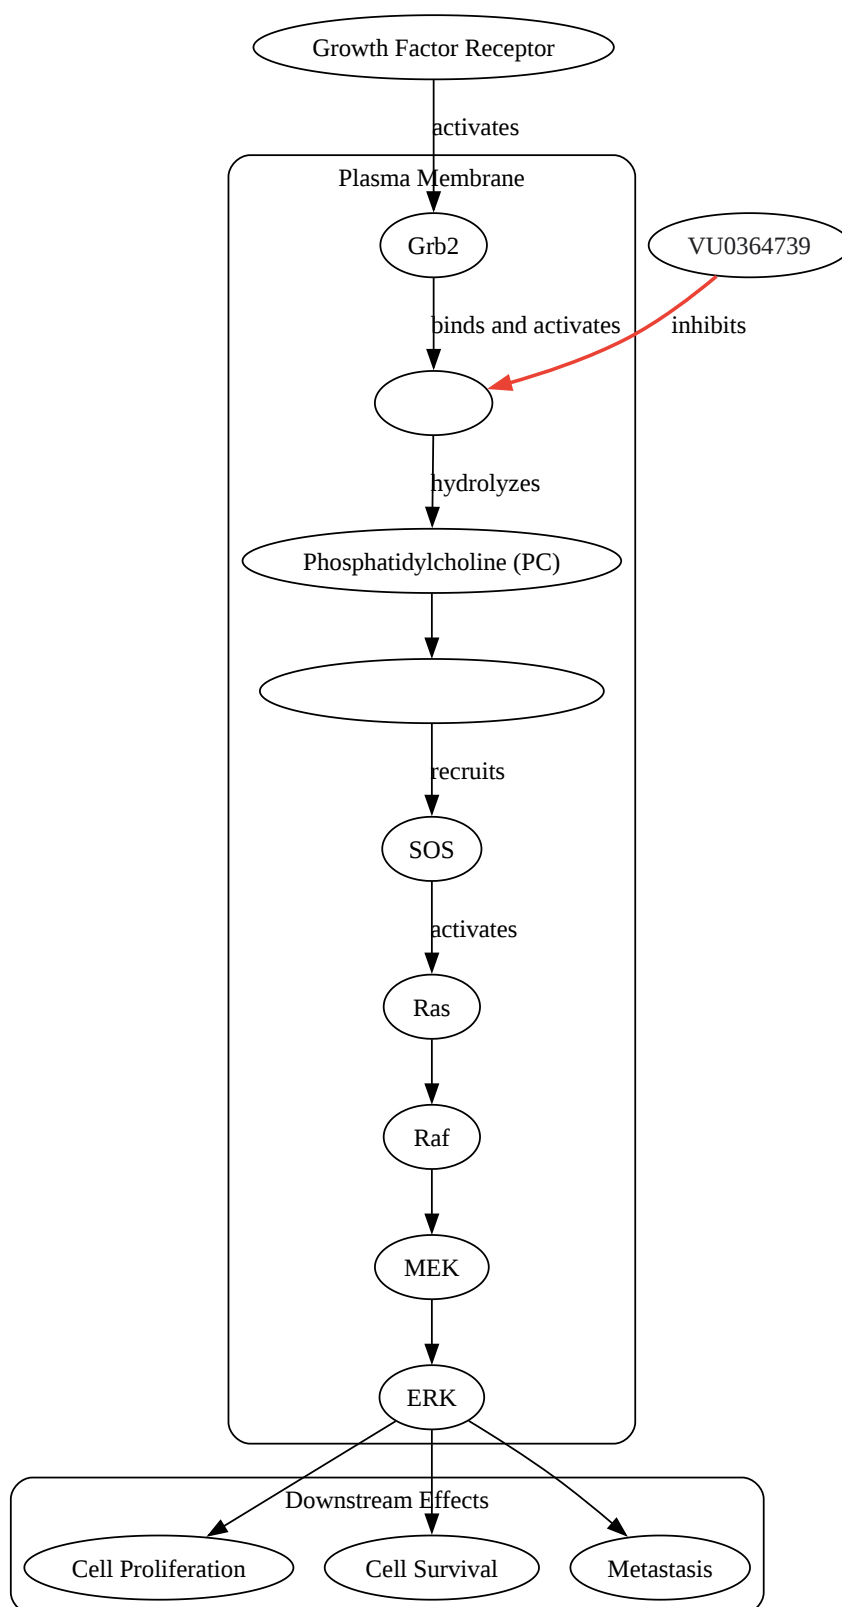 Growth Factor Receptor
activates
Plasma Membrane
Grb2
VU0364739
binds and activates
inhibits
hydrolyzes
Phosphatidylcholine (PC)
recruits
SOS
activates
Ras
Raf
MEK
ERK
Downstream Effects
Cell Proliferation
Cell Survival
Metastasis